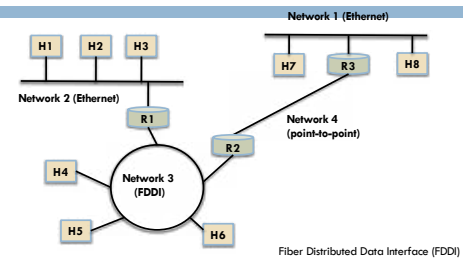 Network 1 (Ethernet)
H1
H2
H3
H7
R3
H8
Network 2 (Ethernet)
R1
Network 4
(point-to-point)
R2
Network 3
(FDDI)
H4
H5
H6
Fiber Distributed Data Interface (FDDI)